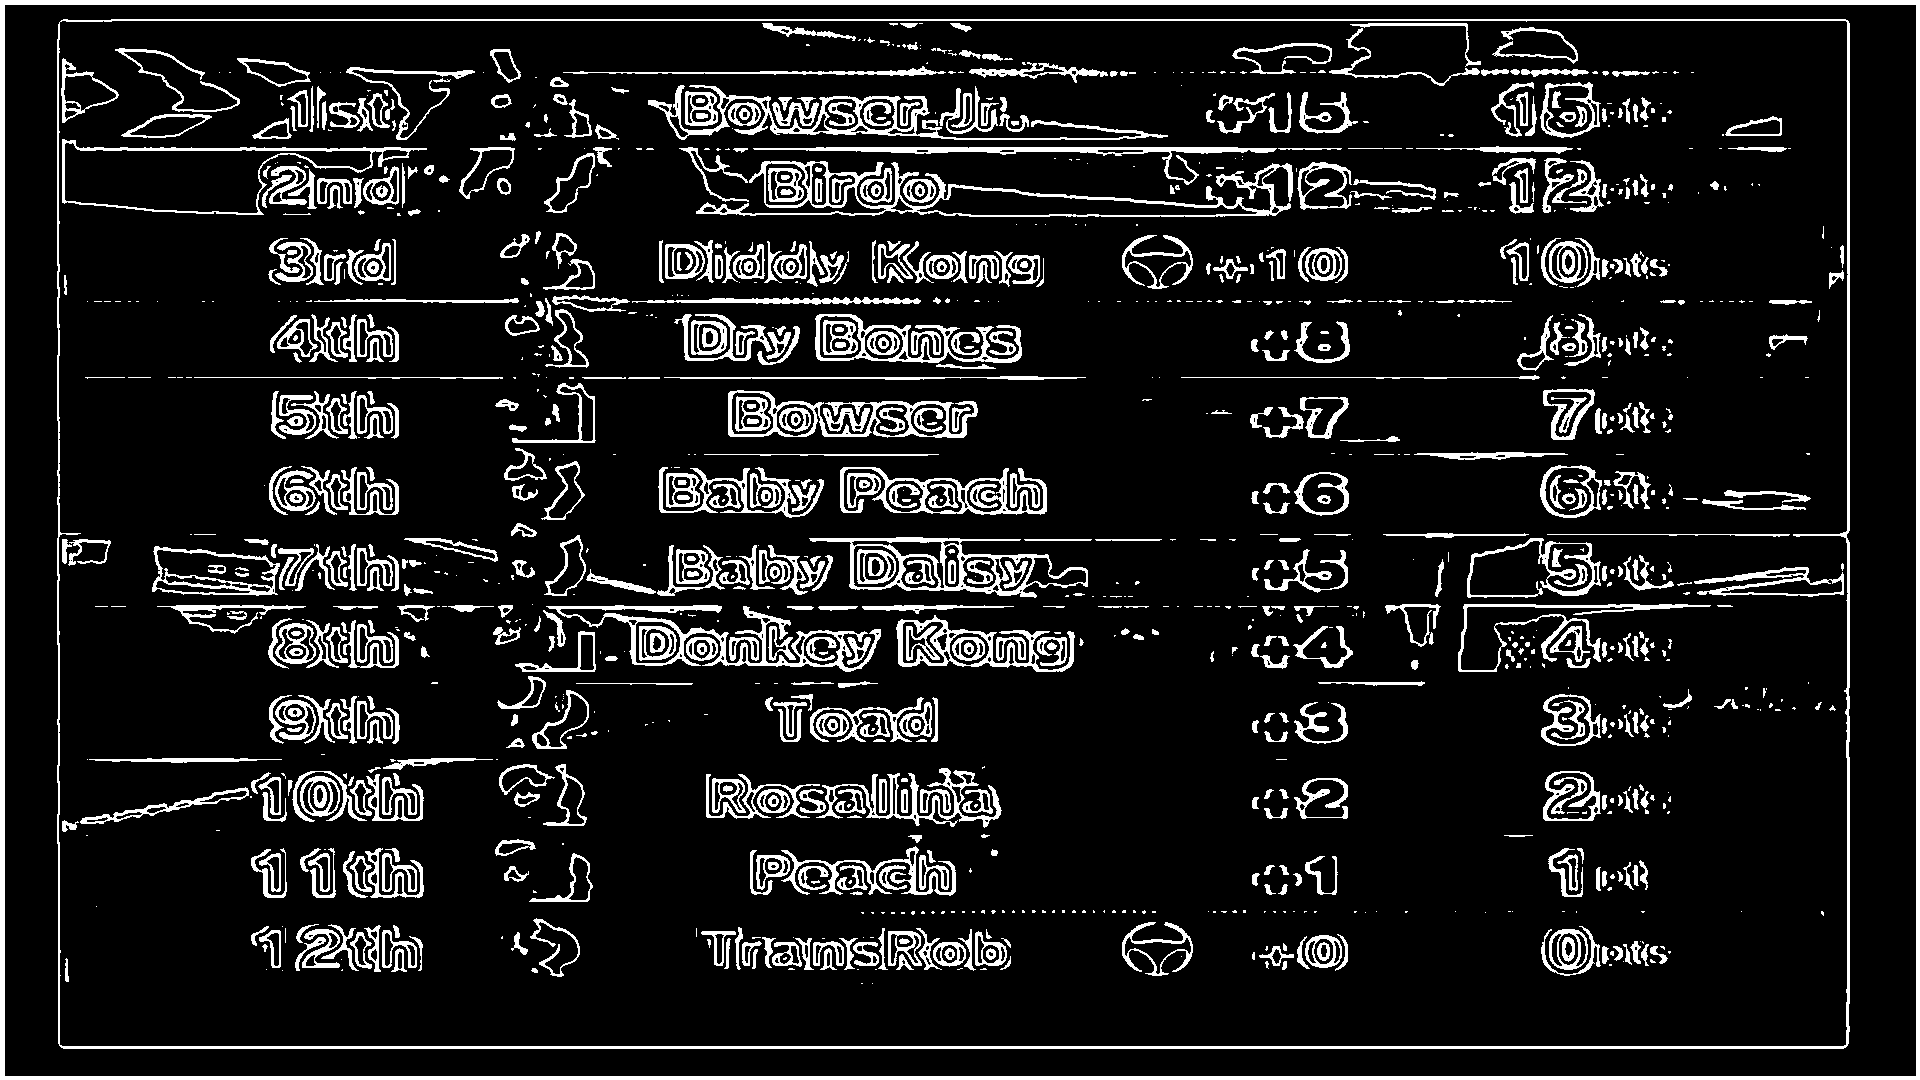 1st Bowser Jr. +15 15pts
2nd Birdo +12 12pts
3rd Diddy Kong +10 10pts
4th Dry Bones +8 8pts
5th Bowser +7 7pts
6th Baby Peach +6 6pts
7th Baby Daisy +5 5pts
8th Donkey Kong +4 4pts
9th Toad +3 3pts
10th Rosalina +2 2pts
11th Peach +1 1pt
12th TransRob +0 0pts